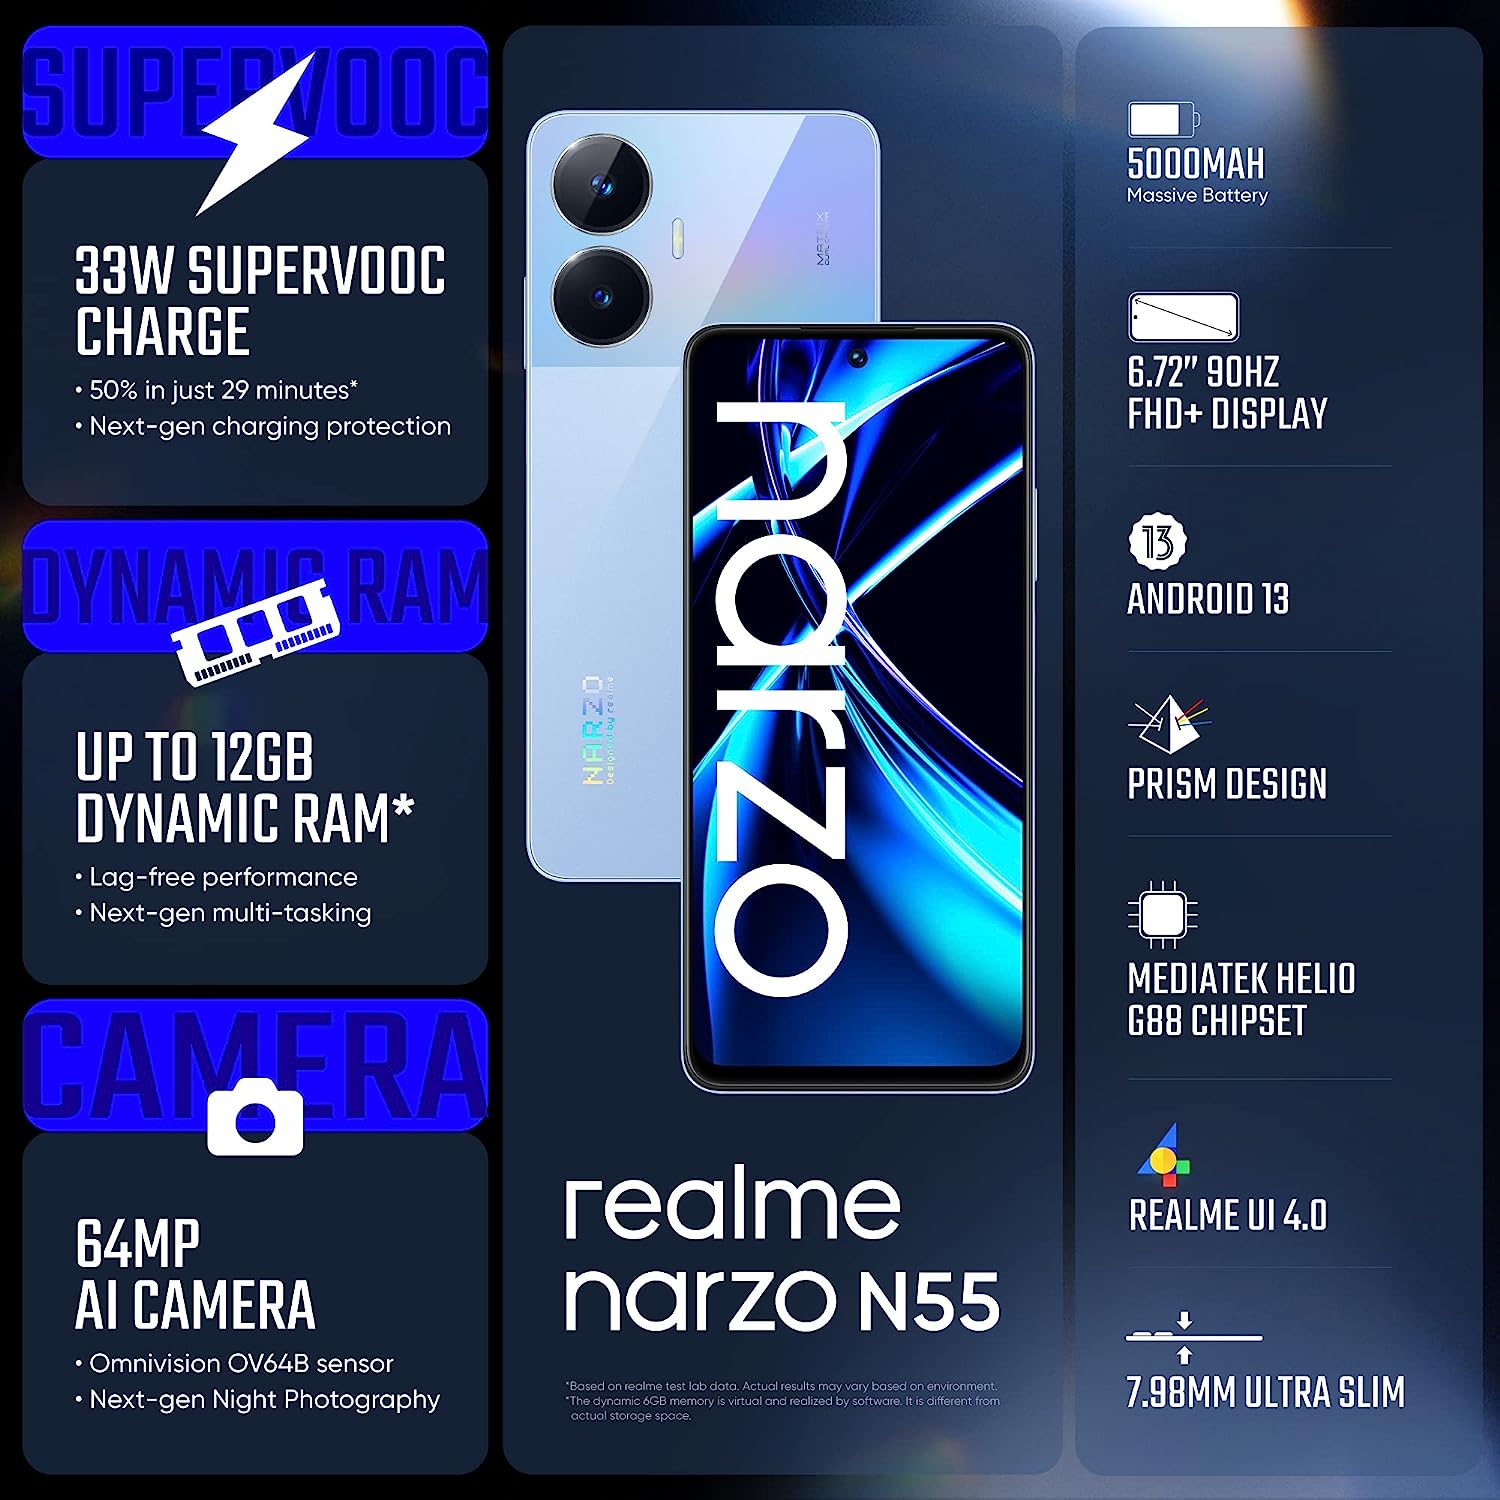 SUPERVOOC
33W SUPERVOOC
CHARGE
• 50% in just 29 minutes*
• Next-gen charging protection
DYNAMIC RAM
UP TO 12GB
DYNAMIC RAM*
• Lag-free performance
• Next-gen multi-tasking
CAMERA
64MP
AI CAMERA
• Omnivision OV64B sensor
• Next-gen Night Photography
MATRIX
NARZO
Designed by realme
narzo
realme
narzo N55
*Based on realme test lab data. Actual results may vary based on environment.
*The dynamic 6GB memory is virtual and realized by software. It is different from
actual storage space.
5000MAH
Massive Battery
6.72” 90HZ
FHD+ DISPLAY
13
ANDROID 13
PRISM DESIGN
MEDIATEK HELIO
G88 CHIPSET
4
REALME UI 4.0
7.98MM ULTRA SLIM